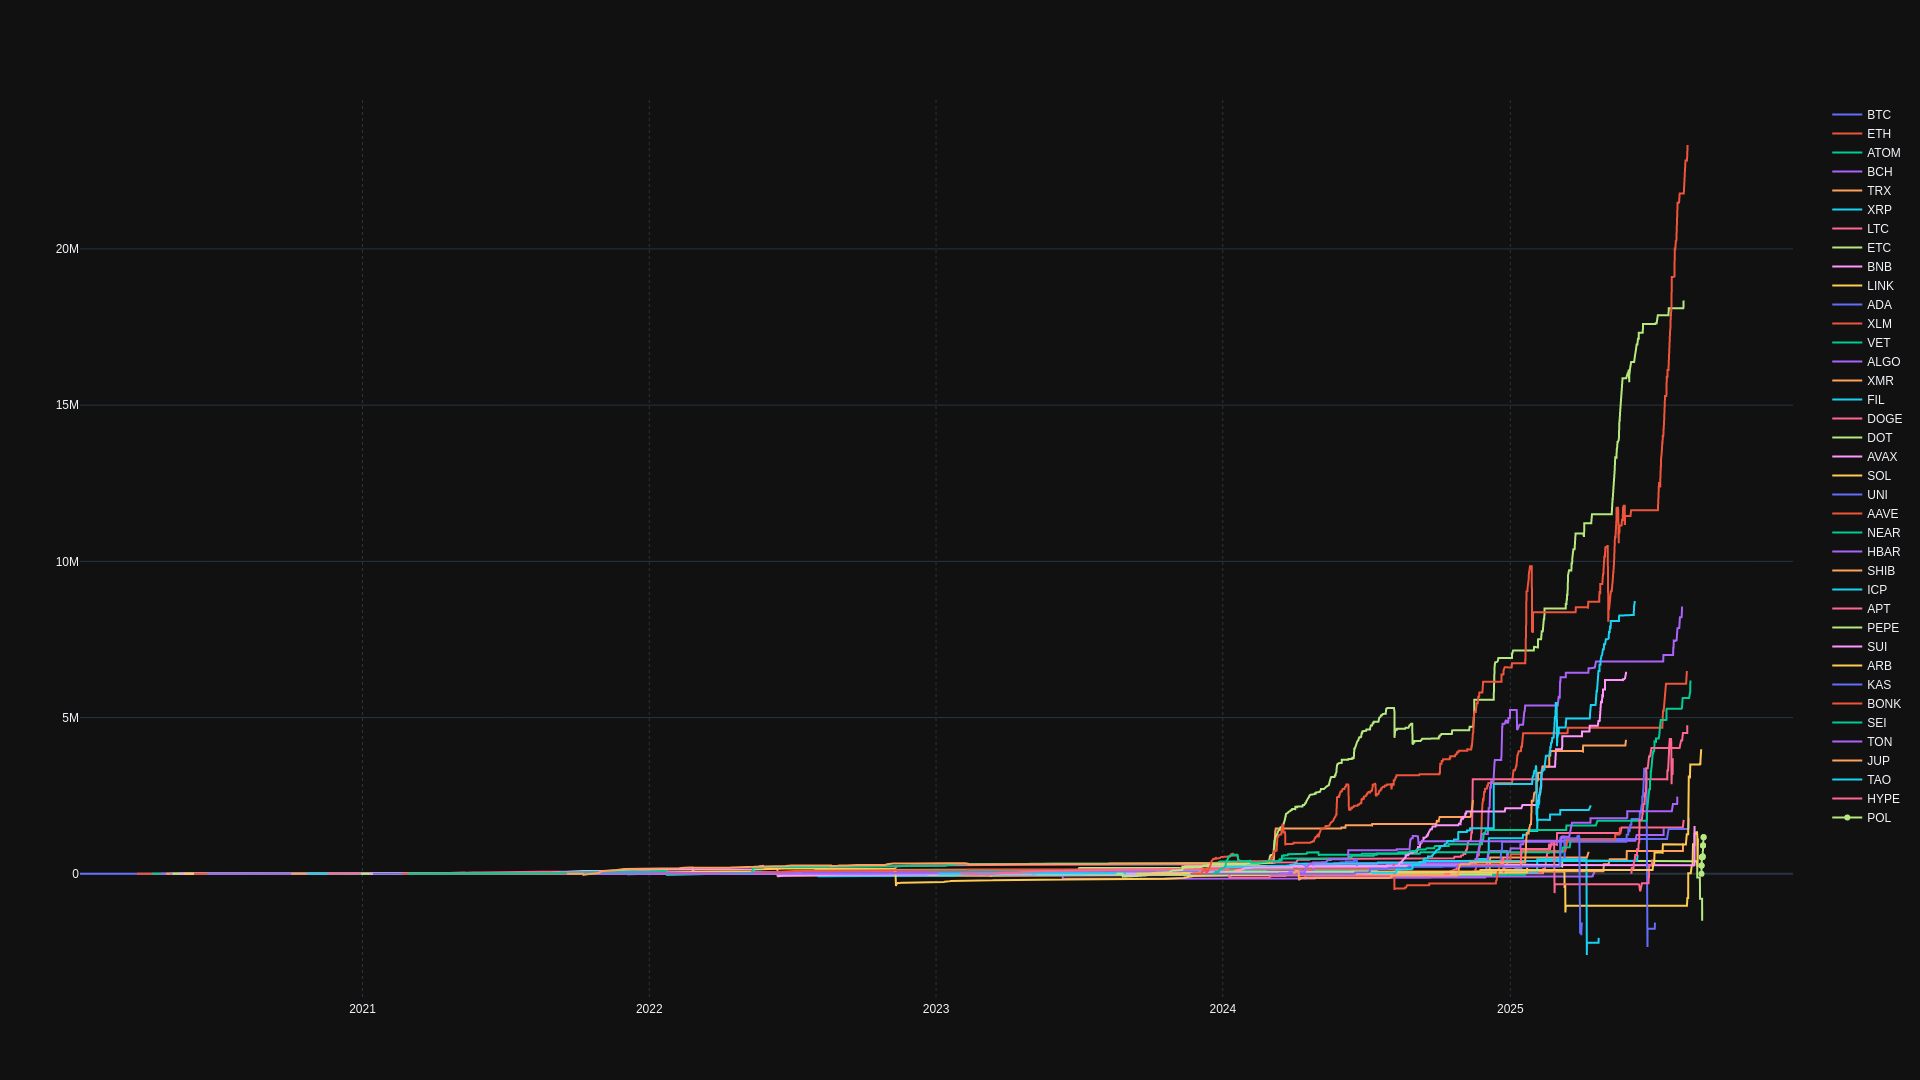 20M
15M
10M
5M
0
2021
2022
2023
2024
2025
BTC
ETH
ATOM
BCH
TRX
XRP
LTC
ETC
BNB
LINK
ADA
XLM
VET
ALGO
XMR
FIL
DOGE
DOT
AVAX
SOL
UNI
AAVE
NEAR
HBAR
SHIB
ICP
APT
PEPE
SUI
ARB
KAS
BONK
SEI
TON
JUP
TAO
HYPE
POL